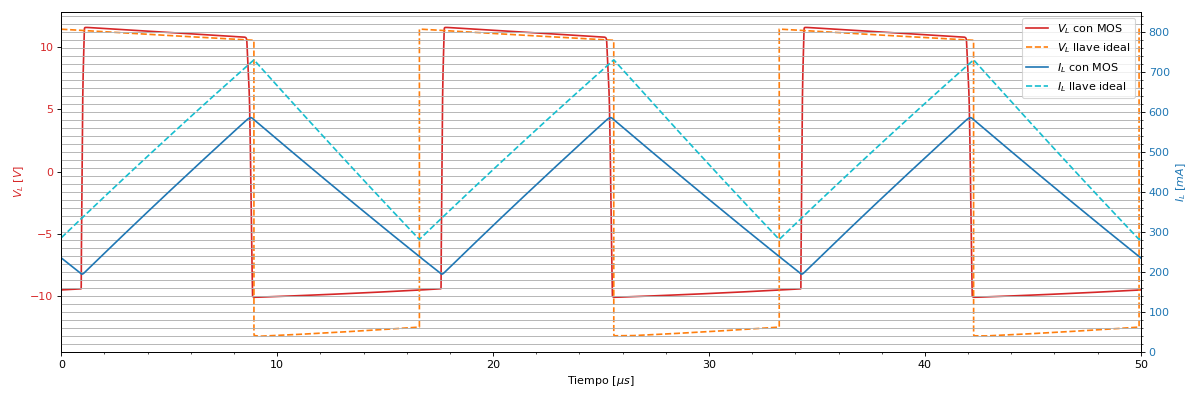 V_L con MOS
V_L llave ideal
I_L con MOS
I_L llave ideal
10
5
0
−5
−10
V_L [V]
800
700
600
500
400
300
200
100
0
I_L [mA]
0 10 20 30 40 50
Tiempo [μs]